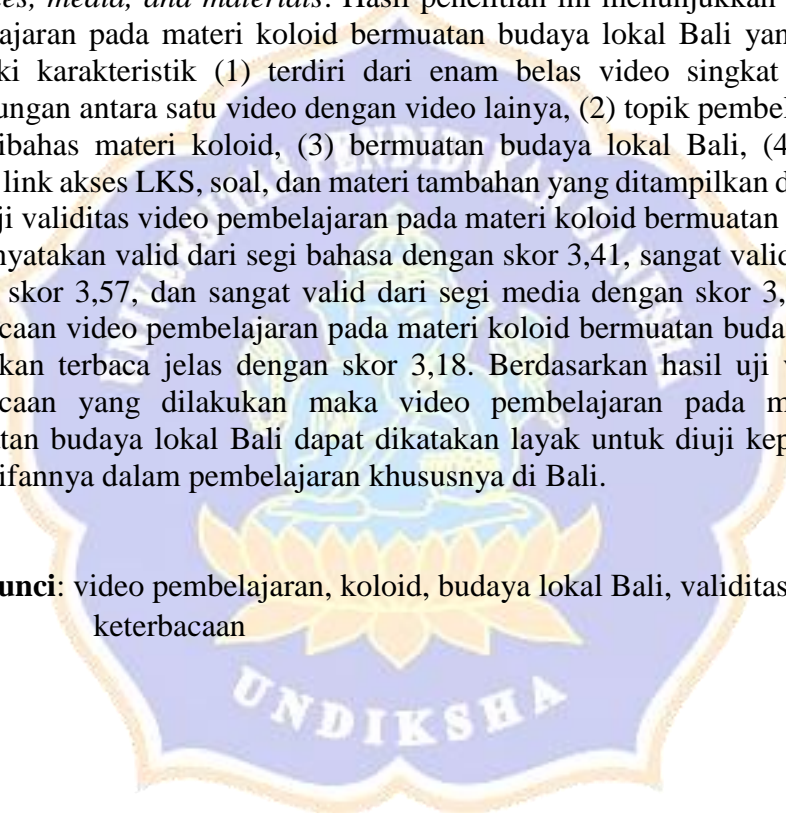 es, media, and materials. Hasil penelitian ini menunjukkan
ajaran pada materi koloid bermuatan budaya lokal Bali yan
ki karakteristik (1) terdiri dari enam belas video singkat
ungan antara satu video dengan video lainya, (2) topik pembel
ibahas materi koloid, (3) bermuatan budaya lokal Bali, (4
link akses LKS, soal, dan materi tambahan yang ditampilkan d
ji validitas video pembelajaran pada materi koloid bermuatan
nyatakan valid dari segi bahasa dengan skor 3,41, sangat valid
skor 3,57, dan sangat valid dari segi media dengan skor 3,
caan video pembelajaran pada materi koloid bermuatan buda
kan terbaca jelas dengan skor 3,18. Berdasarkan hasil uji v
caan yang dilakukan maka video pembelajaran pada m
tan budaya lokal Bali dapat dikatakan layak untuk diuji kep
ifannya dalam pembelajaran khususnya di Bali.
unci: video pembelajaran, koloid, budaya lokal Bali, validitas
keterbacaan
UNDIKSHA